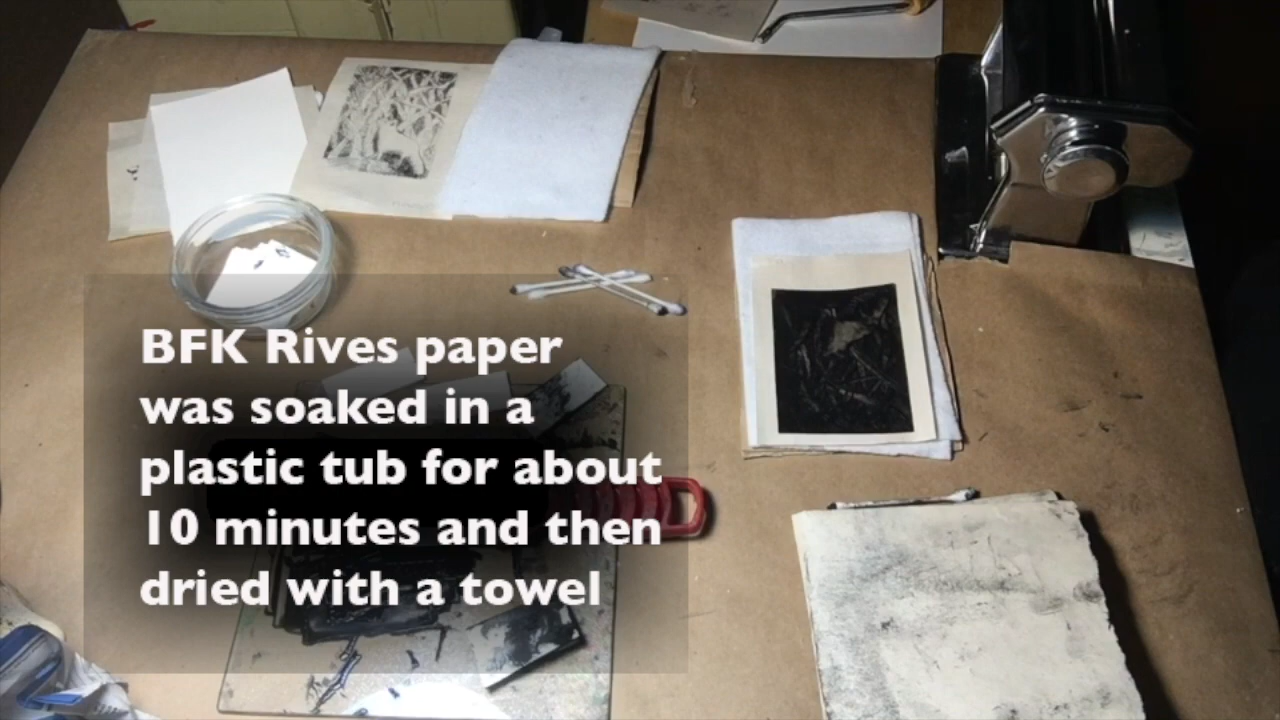 BFK Rives paper
was soaked in a
plastic tub for about
10 minutes and then
dried with a towel